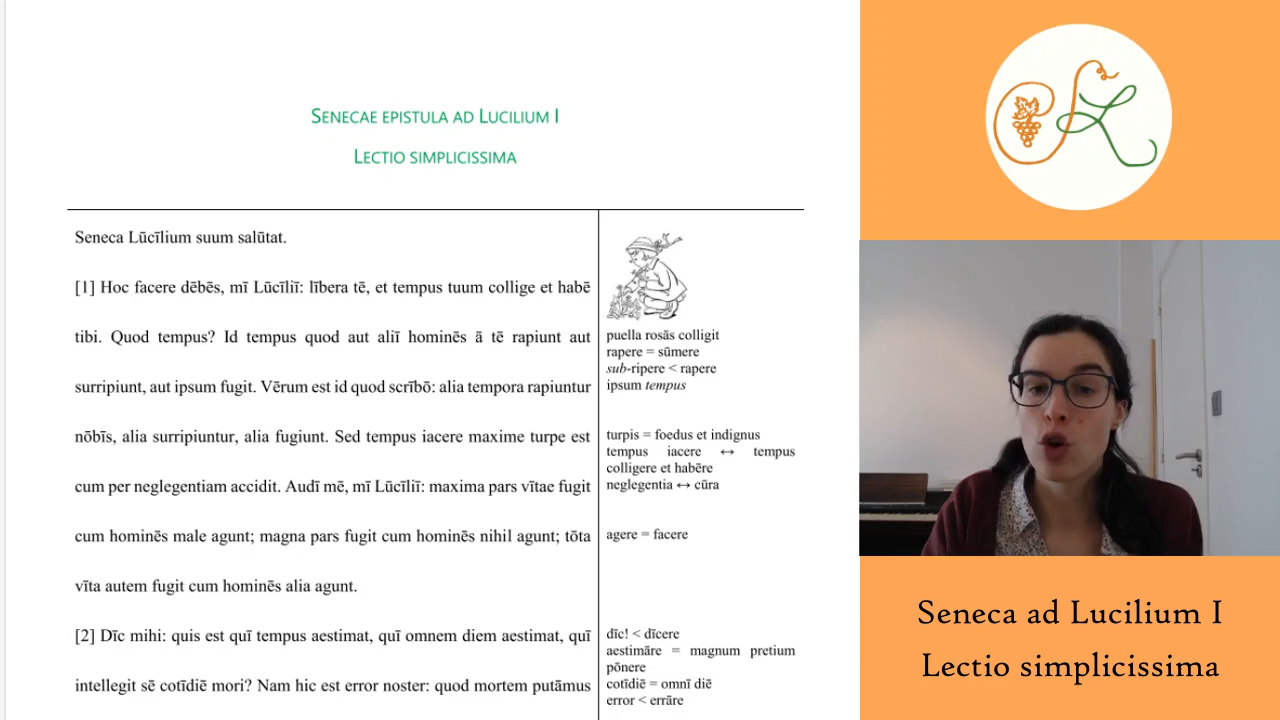 SENECAE EPISTULA AD LUCILIUM I
LECTIO SIMPLICISSIMA
Seneca Lūcīlium suum salūtat.
[1] Hoc facere dēbēs, mī Lūcīliī: lībera tē, et tempus tuum collige et habē
tibi. Quod tempus? Id tempus quod aut aliī hominēs ā tē rapiunt aut
surripiunt, aut ipsum fugit. Vērum est id quod scrībō: alia tempora rapiuntur
nōbīs, alia surripiuntur, alia fugiunt. Sed tempus iacere maxime turpe est
cum per neglegentiam accidit. Audī mē, mī Lūcīliī: maxima pars vītae fugit
cum hominēs male agunt; magna pars fugit cum hominēs nihil agunt; tōta
vīta autem fugit cum hominēs alia agunt.
[2] Dīc mihi: quis est quī tempus aestimat, quī omnem diem aestimat, quī
intellegit sē cotīdiē mori? Nam hic est error noster: quod mortem putāmus
puella rosās colligit
rapere = sūmere
sub-ripere < rapere
ipsum tempus
turpis = foedus et indignus
tempus iacere ↔ tempus
colligere et habēre
neglegentia ↔ cūra
agere = facere
dīc! < dīcere
aestimāre = magnum pretium
pōnere
cotīdiē = omnī diē
error < errāre
Seneca ad Lucilium I
Lectio simplicissima